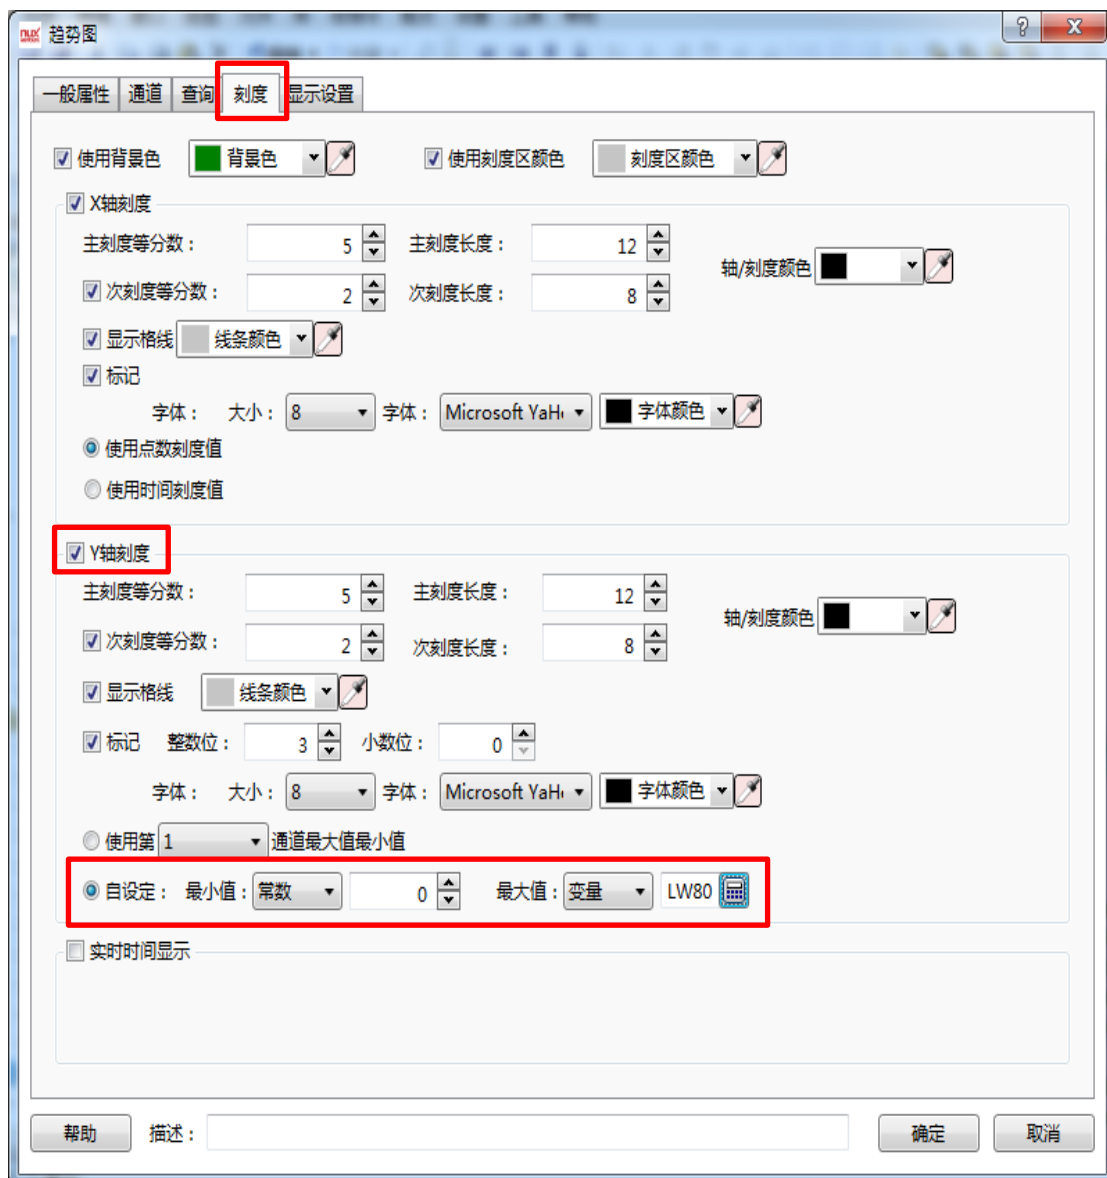 nux 趋势图
一般属性 通道 查询 刻度 显示设置
使用背景色 背景色 使用刻度区颜色 刻度区颜色
X轴刻度
主刻度等分数： 5 主刻度长度： 12 轴/刻度颜色
次刻度等分数： 2 次刻度长度： 8
显示格线 线条颜色
标记
字体： 大小： 8 字体： Microsoft YaH 字体颜色
使用点数刻度值
使用时间刻度值
Y轴刻度
主刻度等分数： 5 主刻度长度： 12 轴/刻度颜色
次刻度等分数： 2 次刻度长度： 8
显示格线 线条颜色
标记 整数位： 3 小数位： 0
字体： 大小： 8 字体： Microsoft YaH 字体颜色
使用第 1 通道最大值最小值
自设定： 最小值： 常数 0 最大值： 变量 LW80
实时时间显示
帮助 描述： 确定 取消